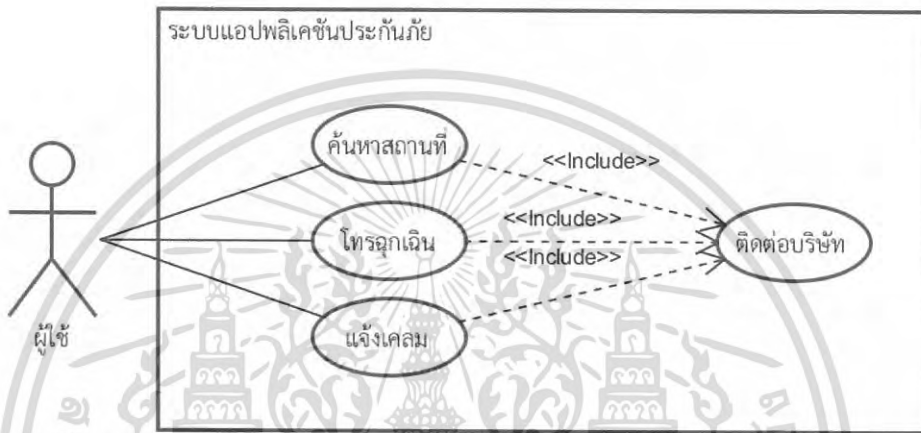 ระบบแอปพลิเคชันประกันภัย
ค้นหาสถานที่
<<Include>>
โทรฉุกเฉิน
<<Include>>
<<Include>>
ติดต่อบริษัท
แจ้งเคลม
ผู้ใช้